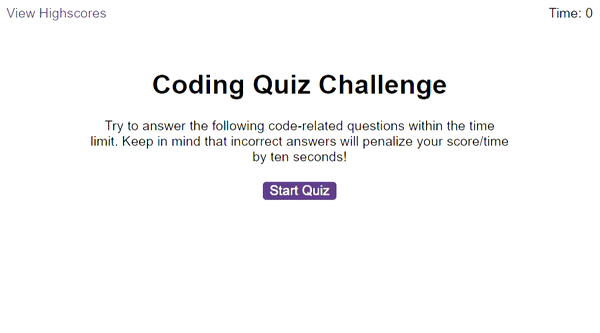 View Highscores
Time: 0
Coding Quiz Challenge
Try to answer the following code-related questions within the time
limit. Keep in mind that incorrect answers will penalize your score/time
by ten seconds!
Start Quiz